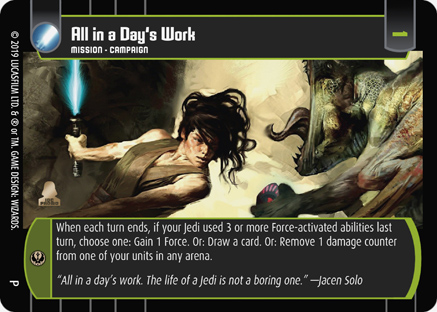 All in a Day's Work
MISSION • CAMPAIGN
When each turn ends, if your Jedi used 3 or more Force-activated abilities last
turn, choose one: Gain 1 Force. Or: Draw a card. Or: Remove 1 damage counter
from one of your units in any arena.
“All in a day's work. The life of a Jedi is not a boring one.” —Jacen Solo
© 2019 LUCASFILM LTD. & ® or TM. GAME DESIGN: WIZARDS.
P